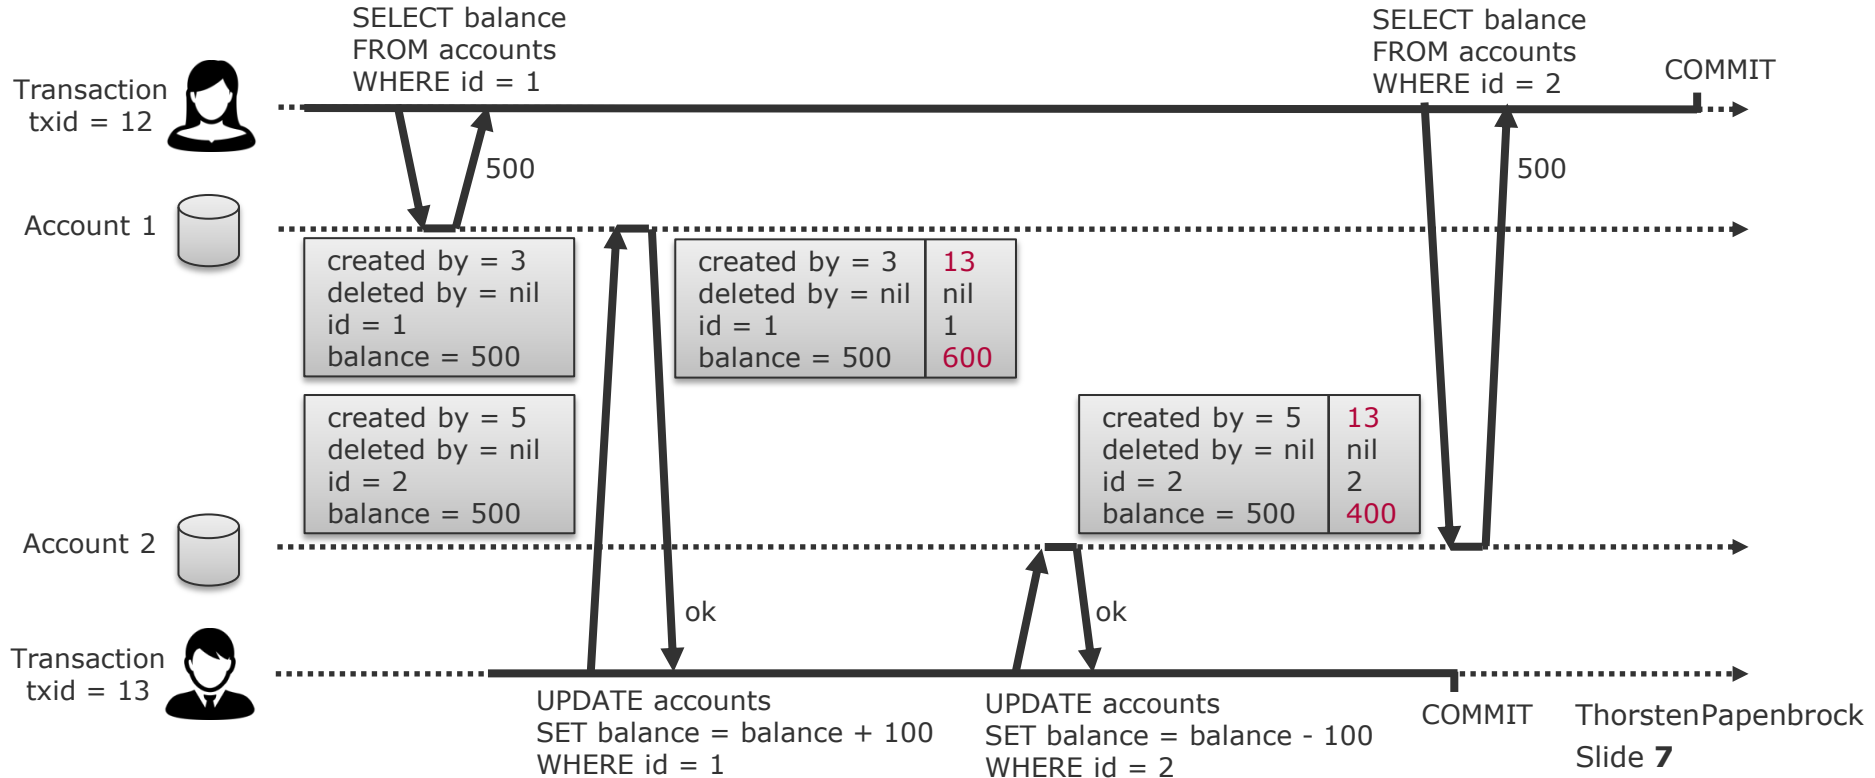 SELECT balance
FROM accounts
WHERE id = 1
SELECT balance
FROM accounts
WHERE id = 2
COMMIT
Transaction
txid = 12
500
500
Account 1
created by = 3
deleted by = nil
id = 1
balance = 500
created by = 3 13
deleted by = nil nil
id = 1 1
balance = 500 600
created by = 5
deleted by = nil
id = 2
balance = 500
created by = 5 13
deleted by = nil nil
id = 2 2
balance = 500 400
Account 2
ok
ok
Transaction
txid = 13
UPDATE accounts
SET balance = balance + 100
WHERE id = 1
UPDATE accounts
SET balance = balance - 100
WHERE id = 2
COMMIT
ThorstenPapenbrock
Slide 7